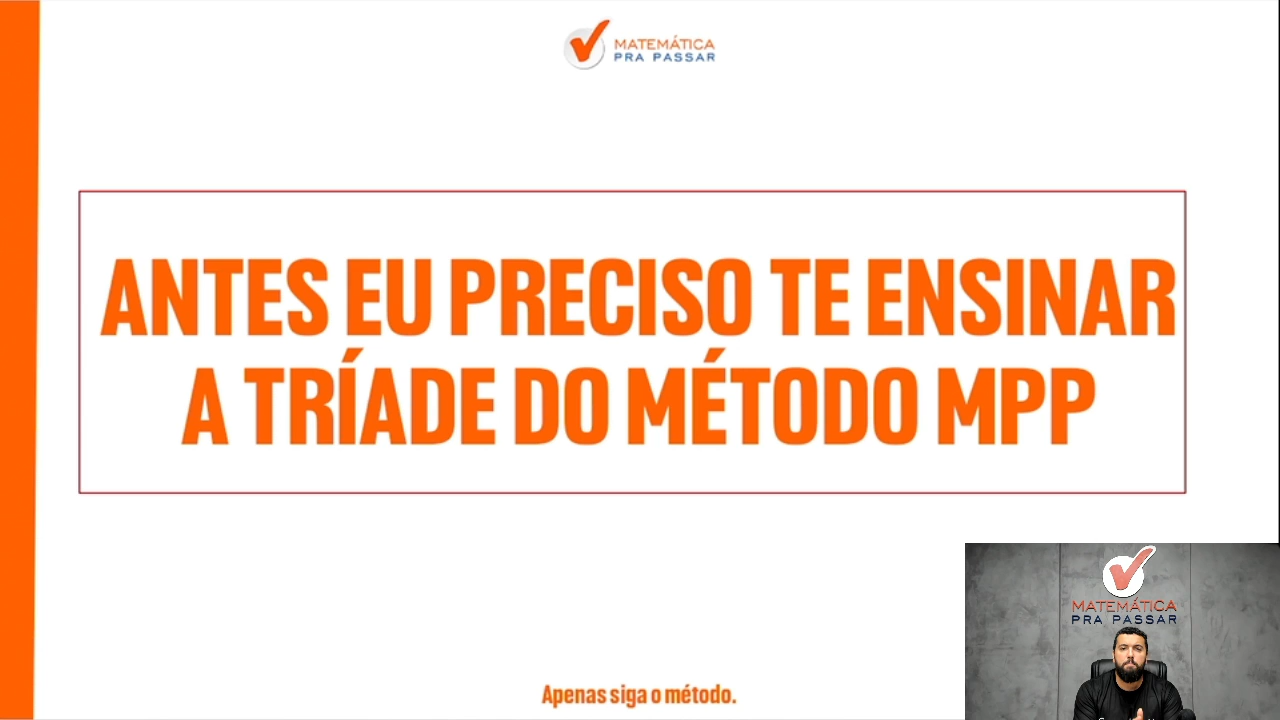 MATEMÁTICA
PRA PASSAR
ANTES EU PRECISO TE ENSINAR
A TRÍADE DO MÉTODO MPP
MATEMÁTICA
PRA PASSAR
Apenas siga o método.